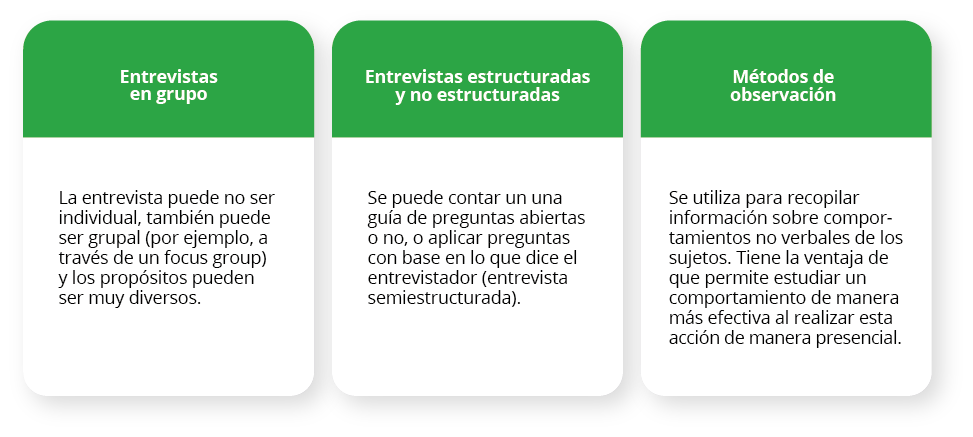 Entrevistas
en grupo
La entrevista puede no ser
individual, también puede
ser grupal (por ejemplo, a
través de un focus group)
y los propósitos pueden
ser muy diversos.
Entrevistas estructuradas
y no estructuradas
Se puede contar un una
guía de preguntas abiertas
o no, o aplicar preguntas
con base en lo que dice el
entrevistador (entrevista
semiestructurada).
Métodos de
observación
Se utiliza para recopilar
información sobre compor-
tamientos no verbales de los
sujetos. Tiene la ventaja de
que permite estudiar un
comportamiento de manera
más efectiva al realizar esta
acción de manera presencial.